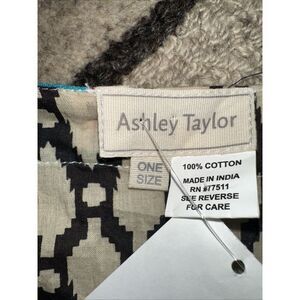 Ashley Taylor
ONE
SIZE
100% COTTON
MADE IN INDIA
RN #77511
SEE REVERSE
FOR CARE